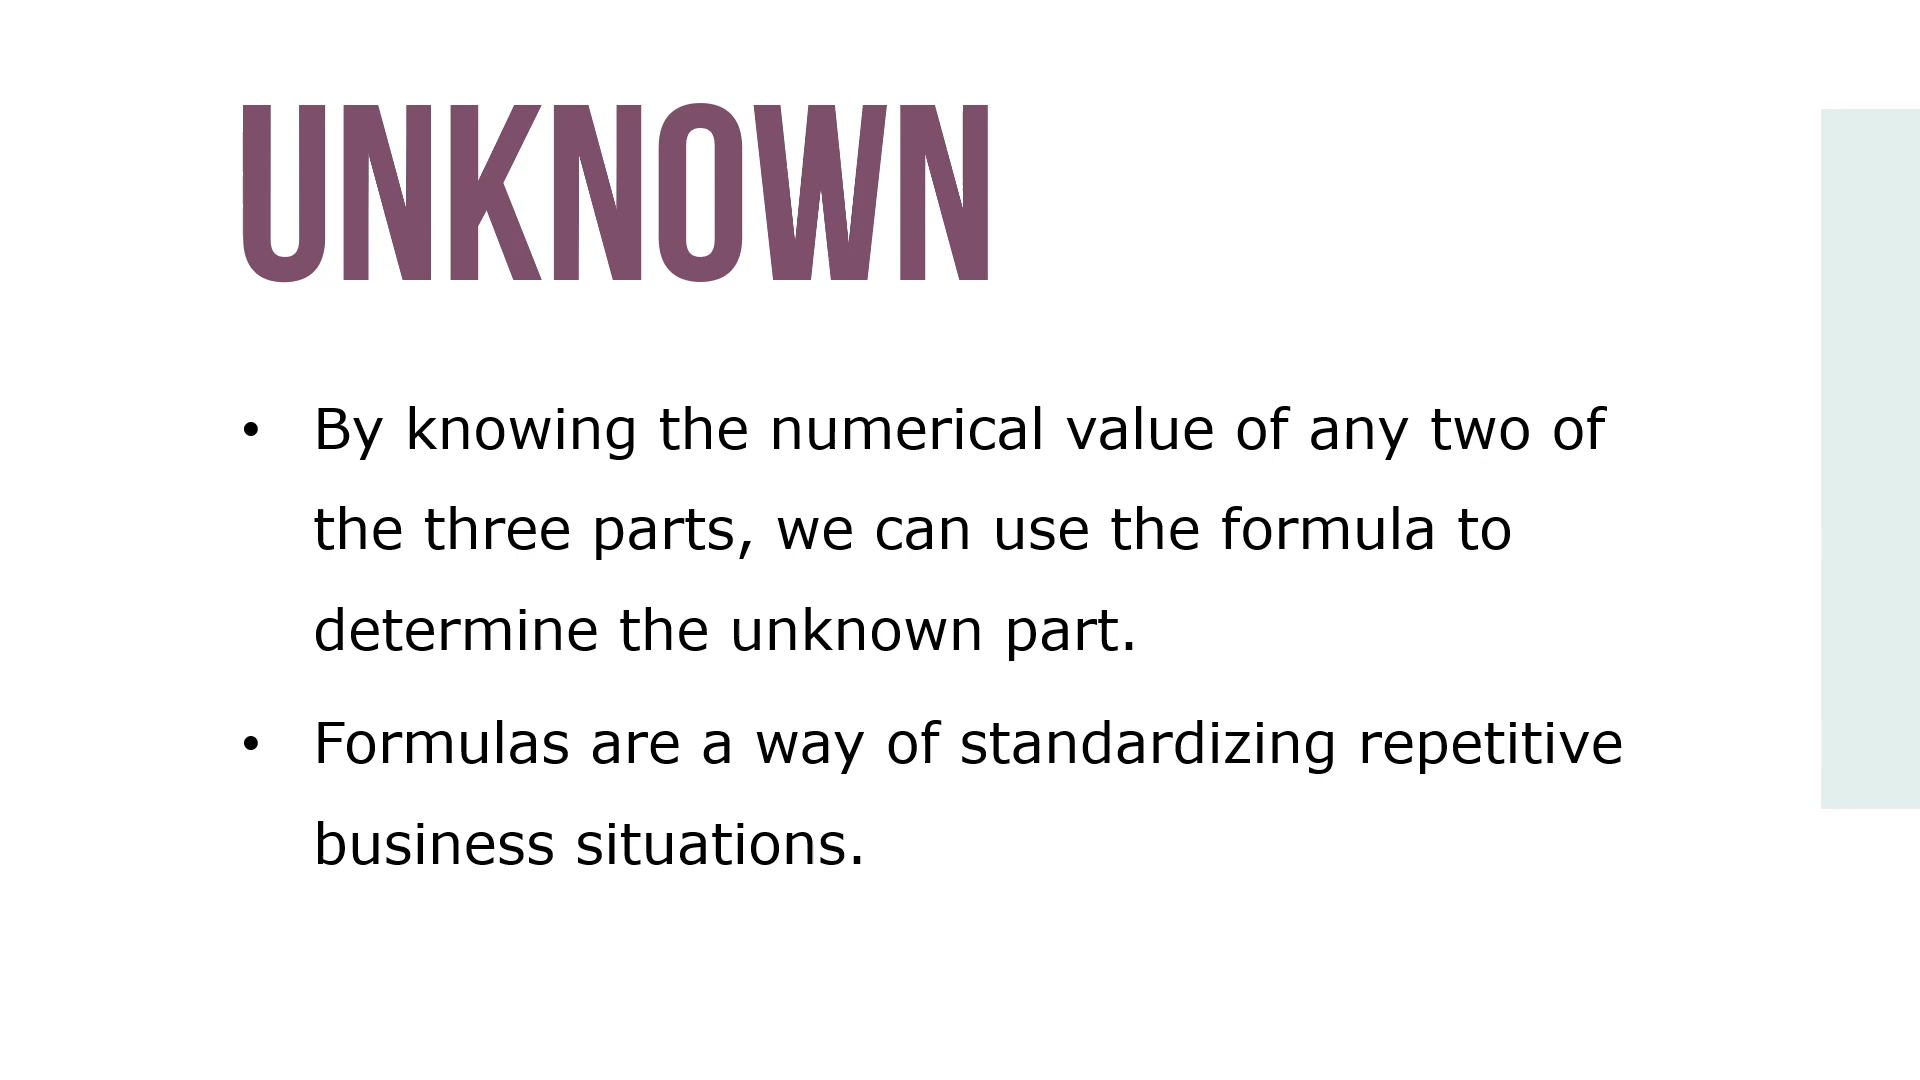 UNKNOWN
• By knowing the numerical value of any two of
the three parts, we can use the formula to
determine the unknown part.
• Formulas are a way of standardizing repetitive
business situations.